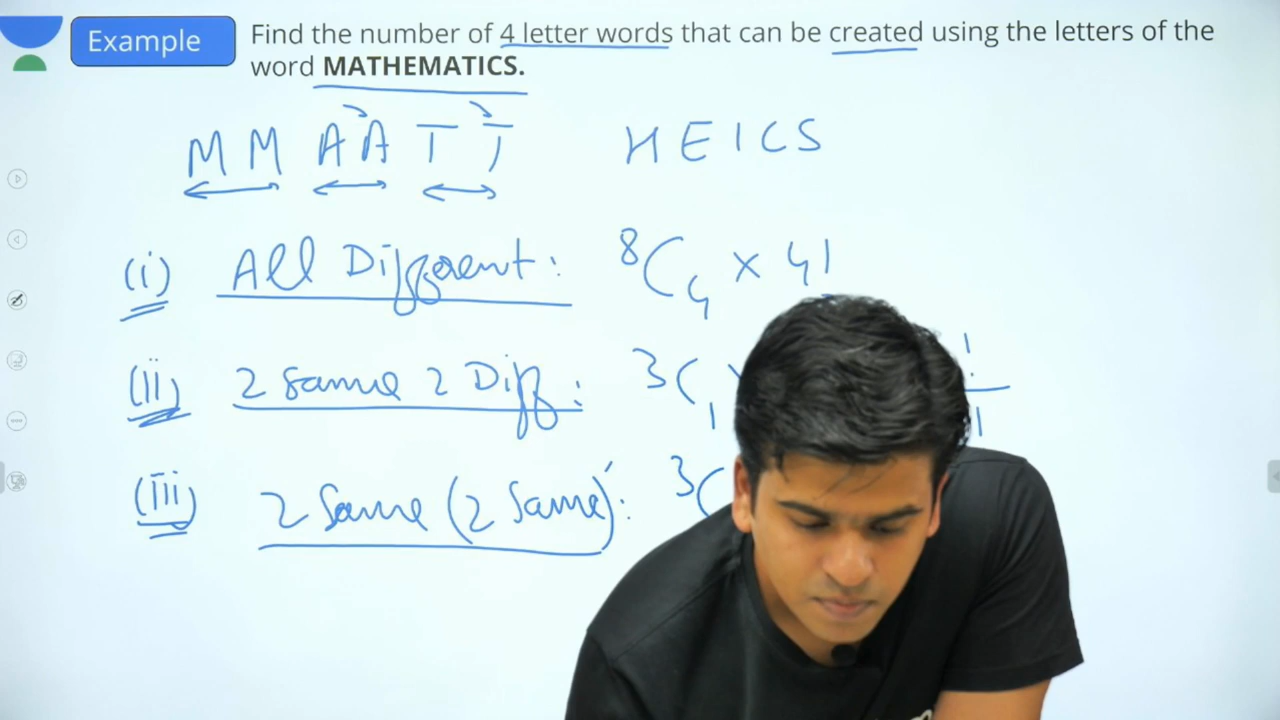 Example
Find the number of 4 letter words that can be created using the letters of the
word MATHEMATICS.
M M A A T T H E I C S
(i) All Different: ⁸C₄ × 4!
(ii) 2 Same 2 Diff: ³C₁
(iii) 2 Same (2 Same): ³C